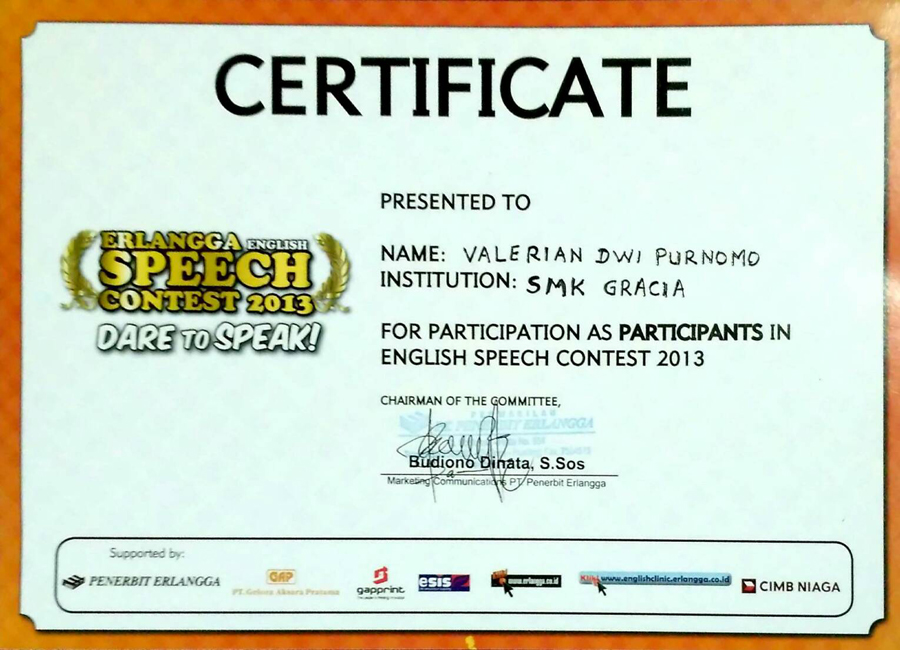 CERTIFICATE
PRESENTED TO
NAME: VALERIAN DWI PURNOMO
INSTITUTION: SMK GRACIA
ERLANGGA ENGLISH
SPEECH
CONTEST 2013
DARE TO SPEAK!
FOR PARTICIPATION AS PARTICIPANTS IN
ENGLISH SPEECH CONTEST 2013
CHAIRMAN OF THE COMMITTEE,
PENERBIT ERLANGGA
Budiono Dinata, S.Sos
Marketing Communications PT. Penerbit Erlangga
Supported by:
PENERBIT ERLANGGA
GAP
PT. Gelora Aksara Pratama
gapprint
esis
www.erlangga.co.id
Klik! www.englishclinic.erlangga.co.id
CIMB NIAGA